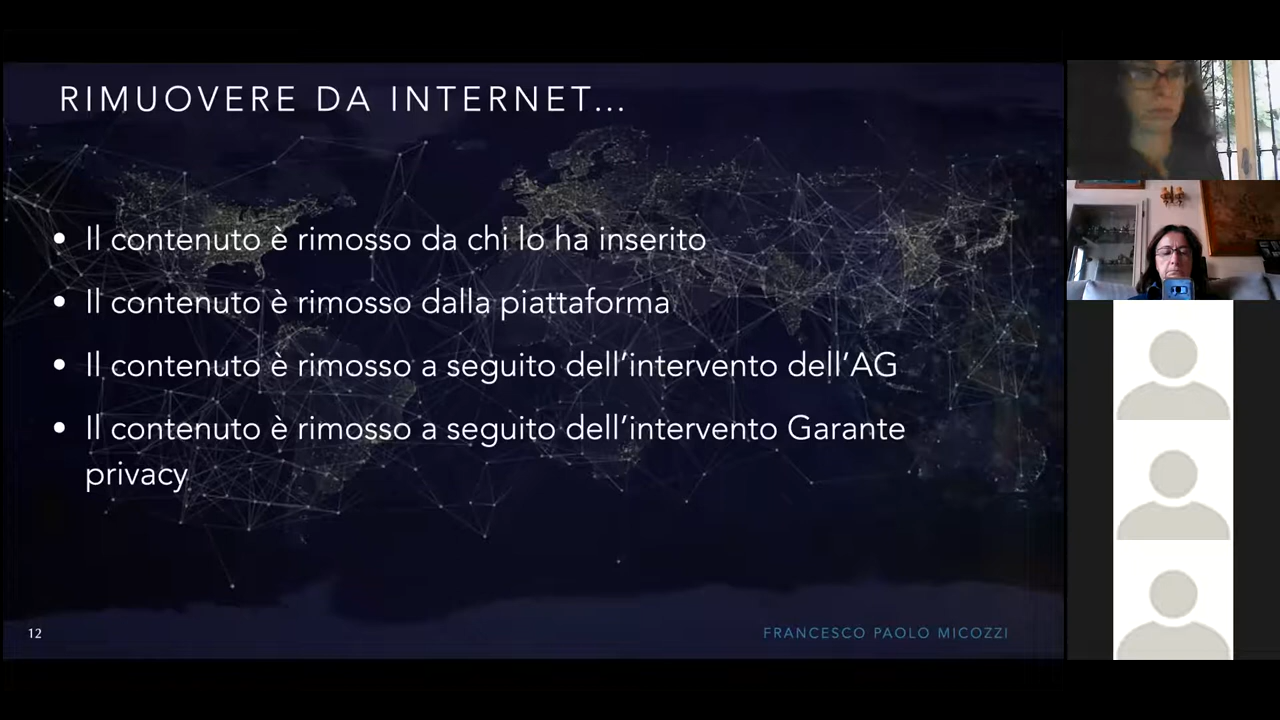 RIMUOVERE DA INTERNET...
• Il contenuto è rimosso da chi lo ha inserito
• Il contenuto è rimosso dalla piattaforma
• Il contenuto è rimosso a seguito dell’intervento dell’AG
• Il contenuto è rimosso a seguito dell’intervento Garante
privacy
12
FRANCESCO PAOLO MICOZZI